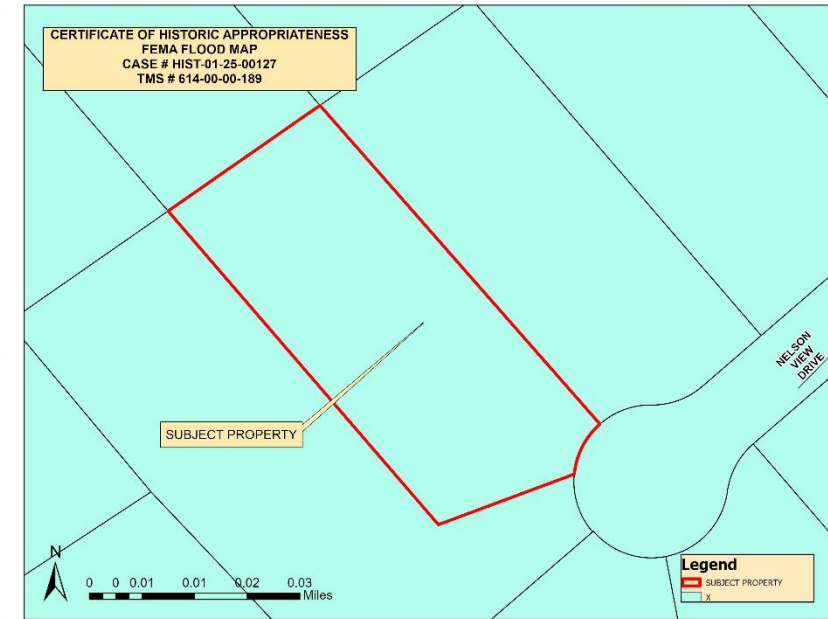 CERTIFICATE OF HISTORIC APPROPRIATENESS
FEMA FLOOD MAP
CASE # HIST-01-25-00127
TMS # 614-00-00-189
NELSON
VIEW
DRIVE
SUBJECT PROPERTY
N
0 0 0.01 0.01 0.02 0.03
Miles
Legend
SUBJECT PROPERTY
X